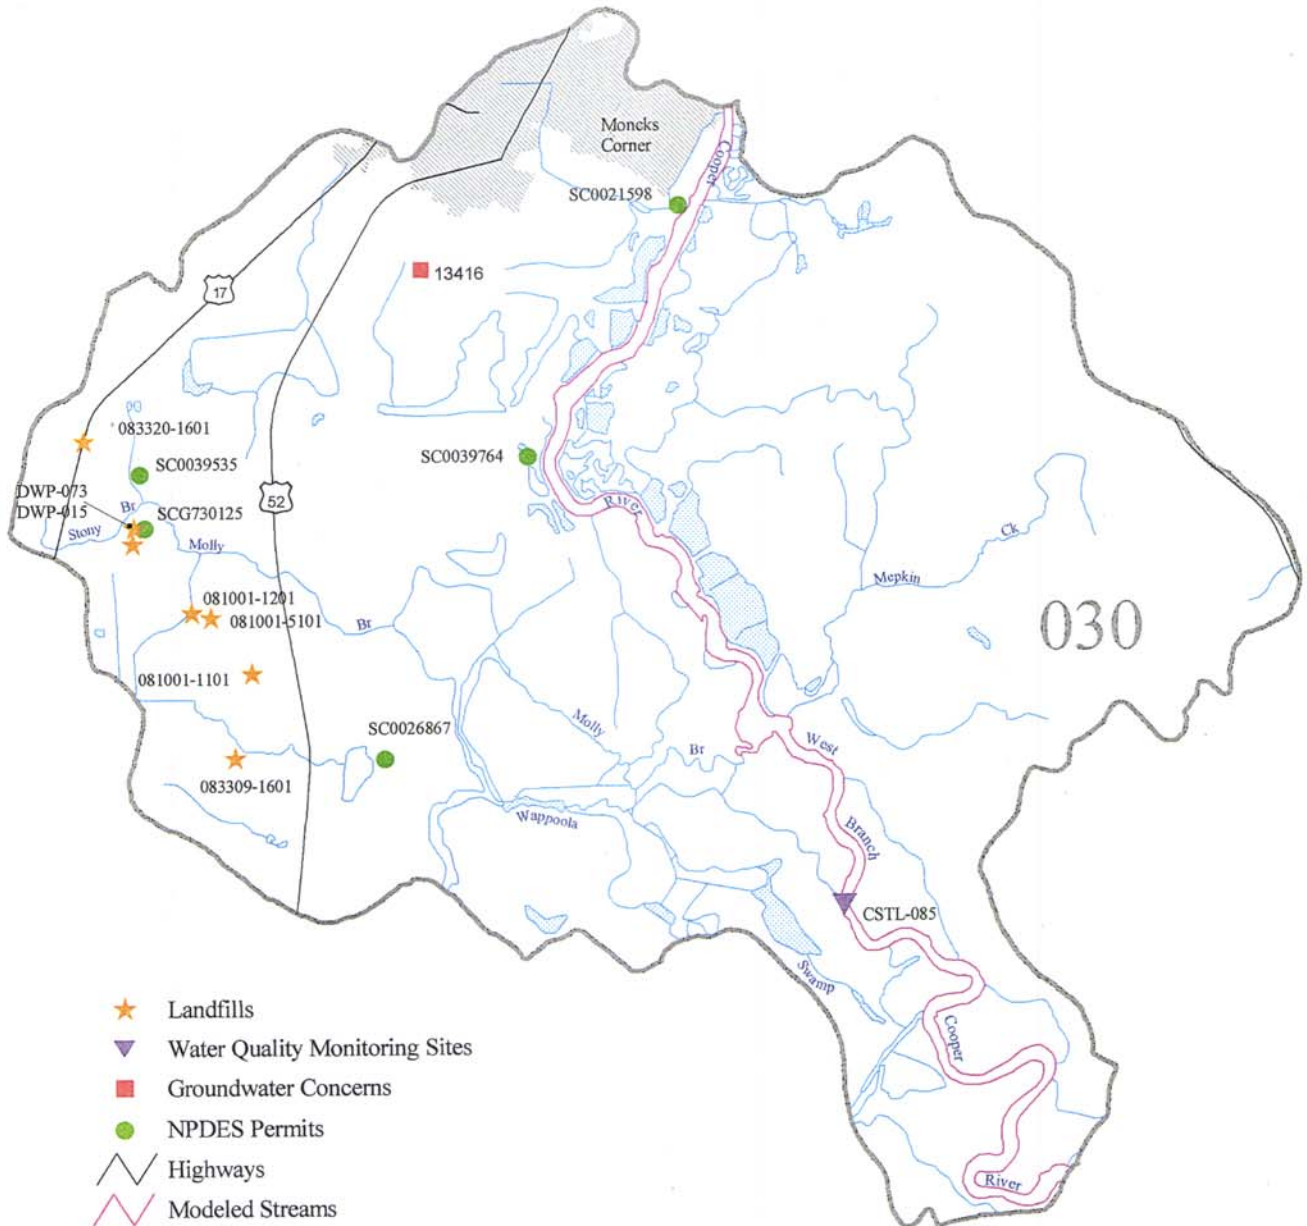 Moncks
Corner
Cooper
SC0021598
13416
17
083320-1601
SC0039535
SC0039764
DWP-073
DWP-015
Br
SCG730125
Stony
Molly
52
River
Ck
Mepkin
030
081001-1201
081001-5101
Br
081001-1101
SC0026867
Molly
Br
West
083309-1601
Wappoola
Branch
CSTL-085
Swamp
Cooper
River
Landfills
Water Quality Monitoring Sites
Groundwater Concerns
NPDES Permits
Highways
Modeled Streams